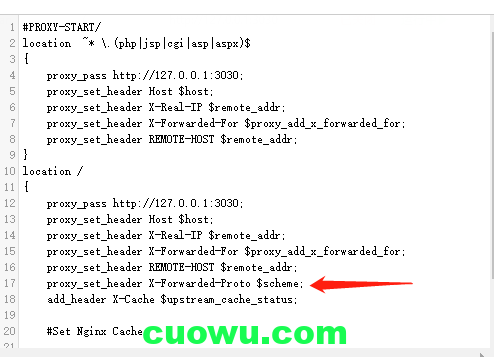 1 #PROXY-START/
2 location ~* \.(php|jsp|cgi|asp|aspx)$
3 {
4 proxy_pass http://127.0.0.1:3030;
5 proxy_set_header Host $host;
6 proxy_set_header X-Real-IP $remote_addr;
7 proxy_set_header X-Forwarded-For $proxy_add_x_forwarded_for;
8 proxy_set_header REMOTE-HOST $remote_addr;
9 }
10 location /
11 {
12 proxy_pass http://127.0.0.1:3030;
13 proxy_set_header Host $host;
14 proxy_set_header X-Real-IP $remote_addr;
15 proxy_set_header X-Forwarded-For $proxy_add_x_forwarded_for;
16 proxy_set_header REMOTE-HOST $remote_addr;
17 proxy_set_header X-Forwarded-Proto $scheme;
18 add_header X-Cache $upstream_cache_status;
19
20 #Set Nginx Cache
cuowu.com
21